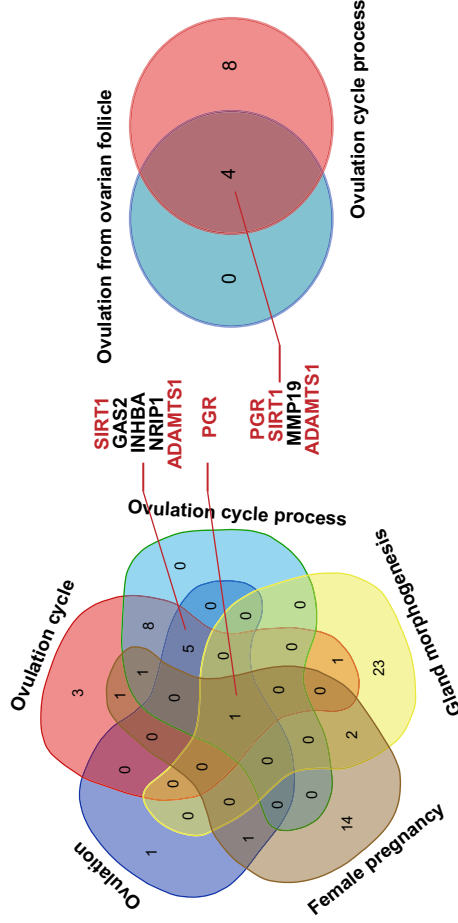 Ovulation cycle
Ovulation
Ovulation cycle process
Gland morphogenesis
Female pregnancy
3
1
0
1
8
0
1
0
0
0
5
0
0
0
0
0
1
0
1
0
0
0
0
0
0
0
1
0
2
23
14
SIRT1
GAS2
INHBA
NRIP1
ADAMTS1
PGR
PGR
SIRT1
MMP19
ADAMTS1
Ovulation from ovarian follicle
0
4
8
Ovulation cycle process